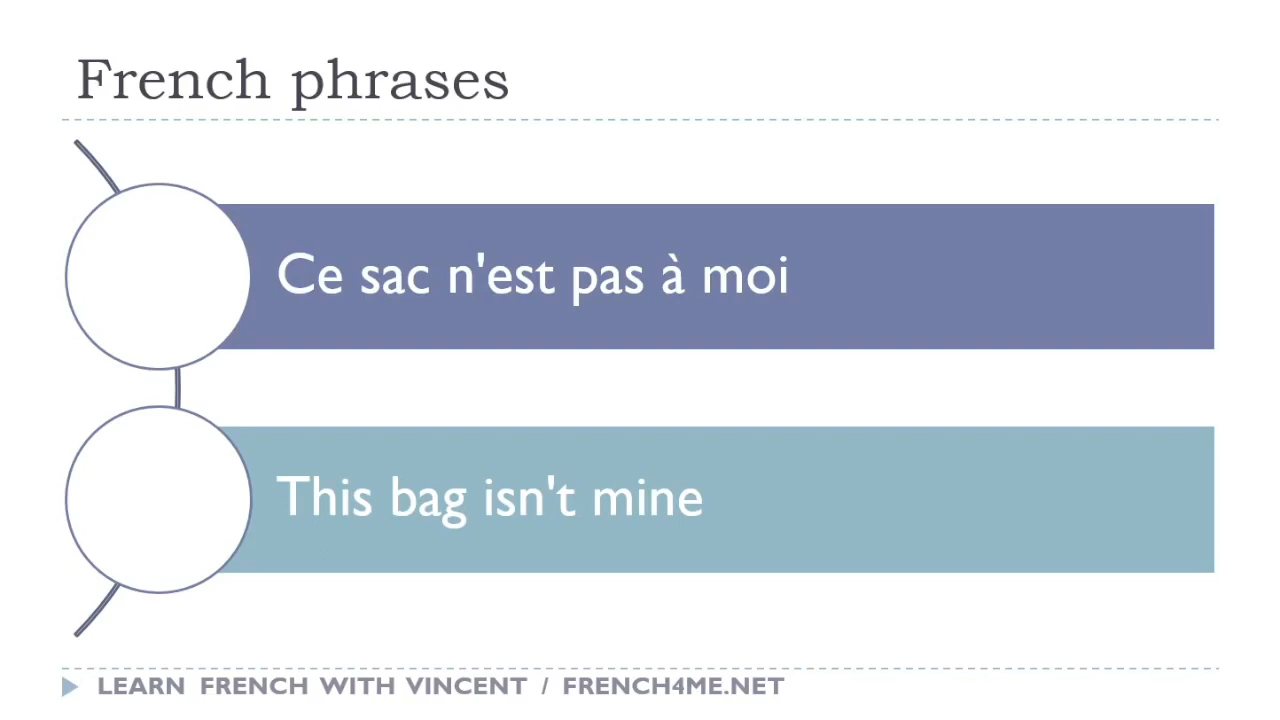 French phrases
Ce sac n'est pas à moi
This bag isn't mine
LEARN FRENCH WITH VINCENT / FRENCH4ME.NET